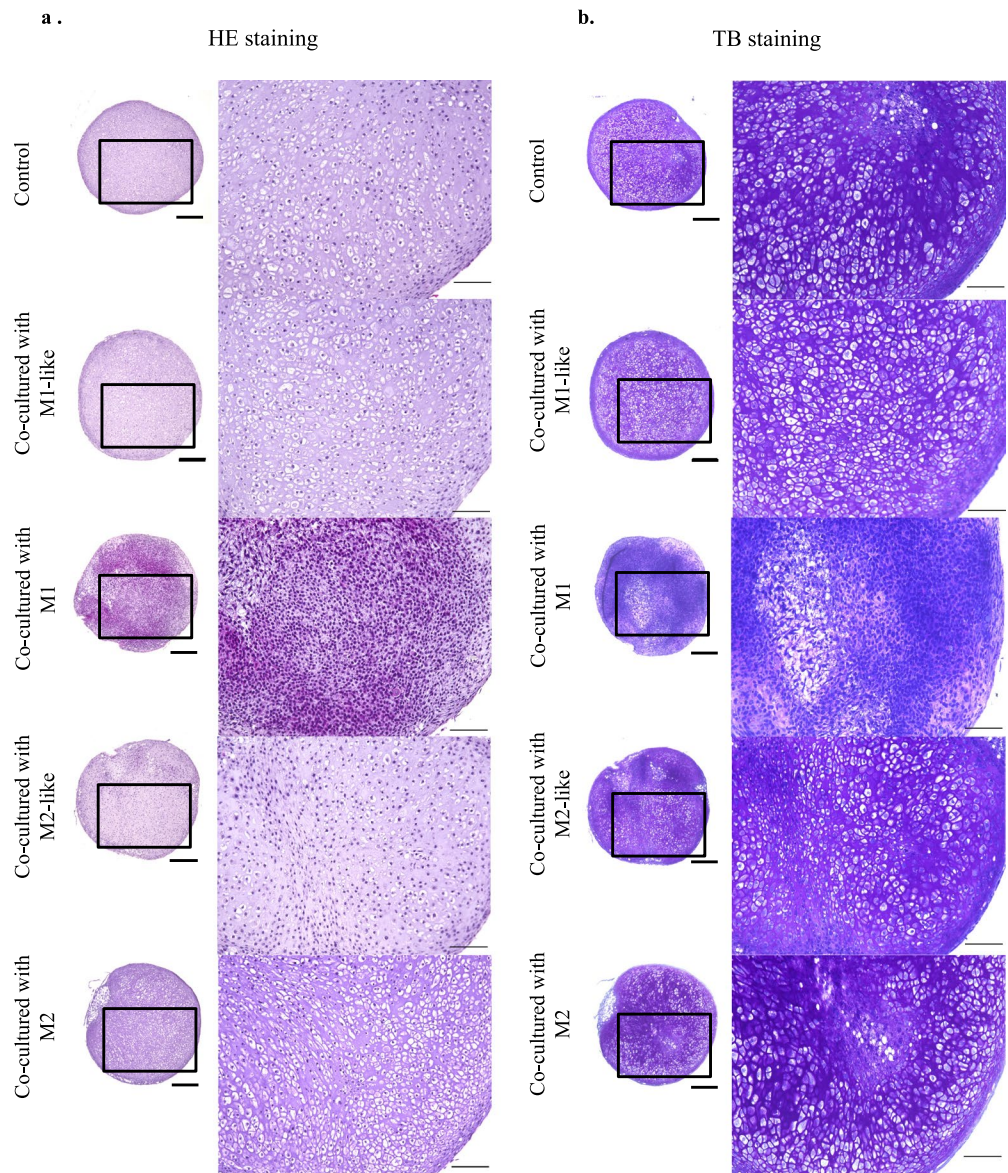 a .
HE staining
b.
TB staining
Control
Control
Co-cultured with
M1-like
Co-cultured with
M1-like
Co-cultured with
M1
Co-cultured with
M1
Co-cultured with
M2-like
Co-cultured with
M2-like
Co-cultured with
M2
Co-cultured with
M2